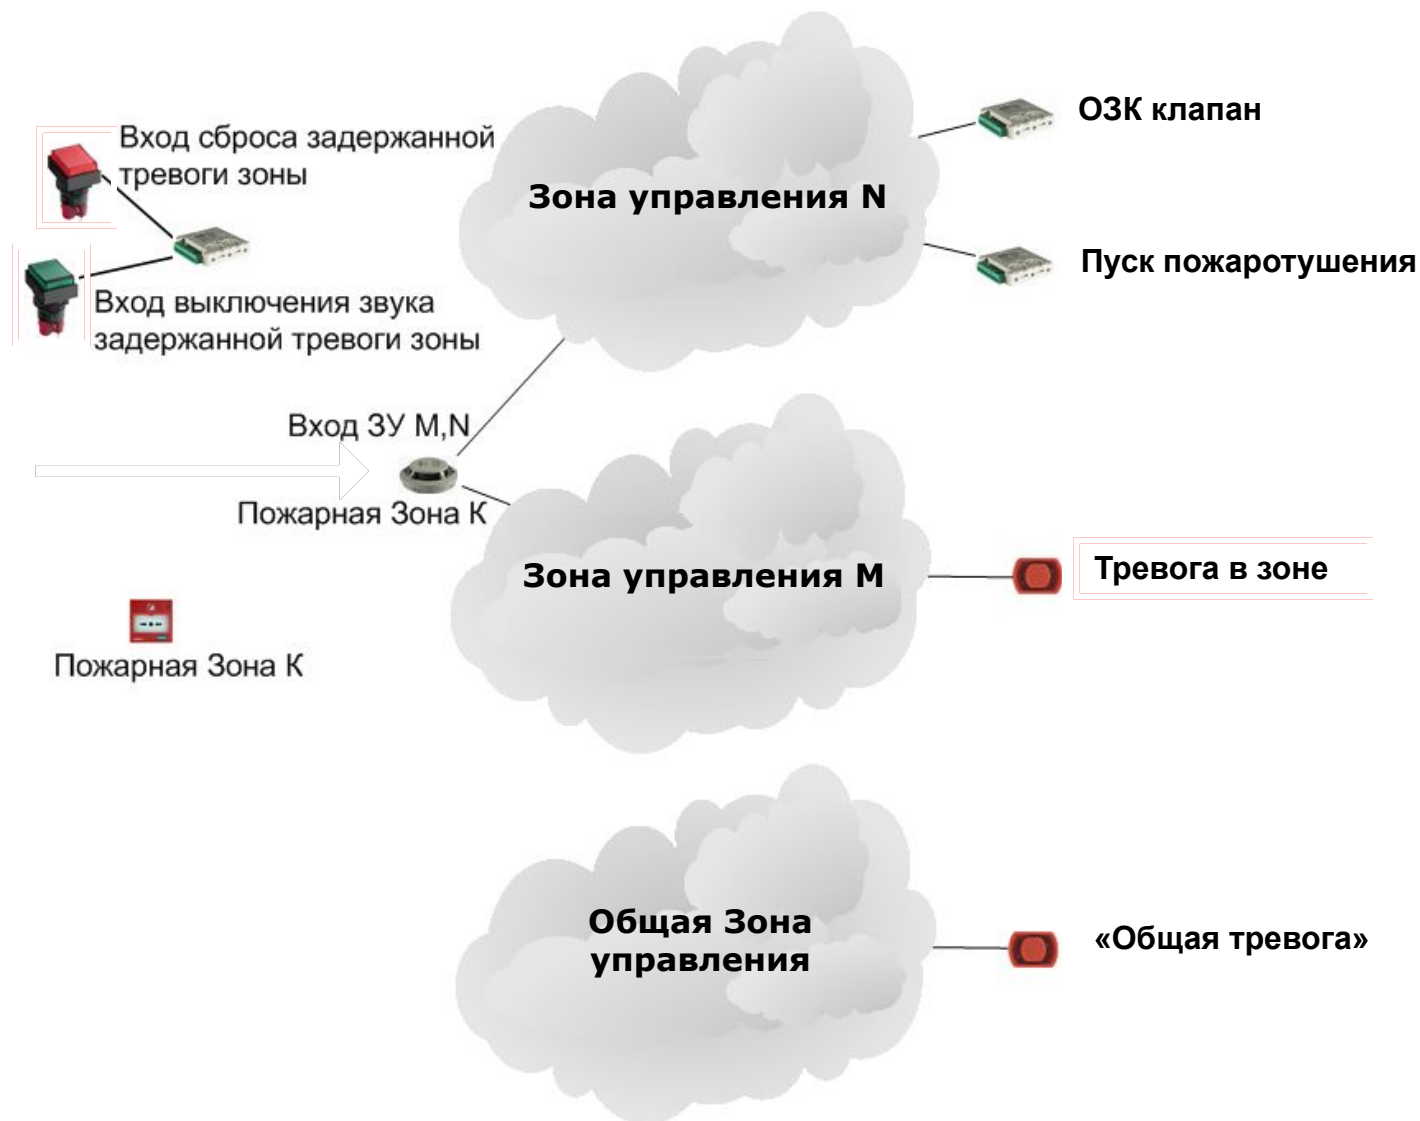 ОЗК клапан
Вход сброса задержанной
тревоги зоны
Зона управления N
Пуск пожаротушения
Вход выключения звука
задержанной тревоги зоны
Вход ЗУ M,N
Пожарная Зона К
Зона управления М
Тревога в зоне
Пожарная Зона К
Общая Зона
управления
«Общая тревога»